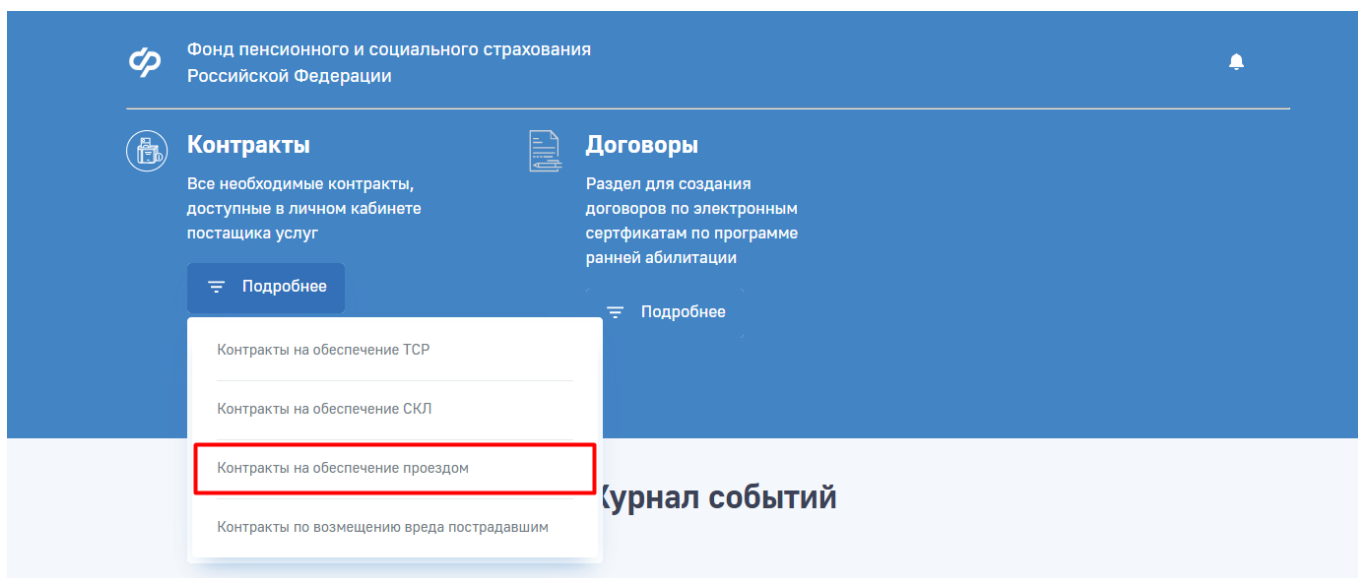 Фонд пенсионного и социального страхования
Российской Федерации
Контракты
Все необходимые контракты,
доступные в личном кабинете
постащика услуг
Подробнее
Договоры
Раздел для создания
договоров по электронным
сертфикатам по программе
ранней абилитации
Подробнее
Контракты на обеспечение ТСР
Контракты на обеспечение СКЛ
Контракты на обеспечение проездом
Контракты по возмещению вреда пострадавшим
Журнал событий